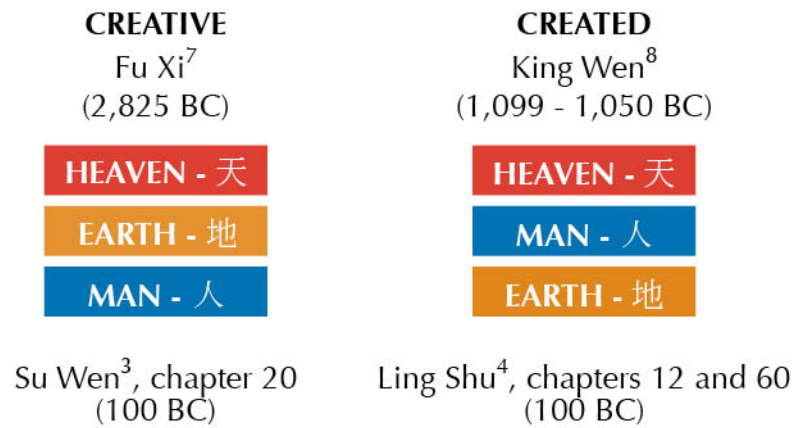 CREATIVE
Fu Xi⁷
(2,825 BC)
HEAVEN - 天
EARTH - 地
MAN - 人
Su Wen³, chapter 20
(100 BC)
CREATED
King Wen⁸
(1,099 - 1,050 BC)
HEAVEN - 天
MAN - 人
EARTH - 地
Ling Shu⁴, chapters 12 and 60
(100 BC)